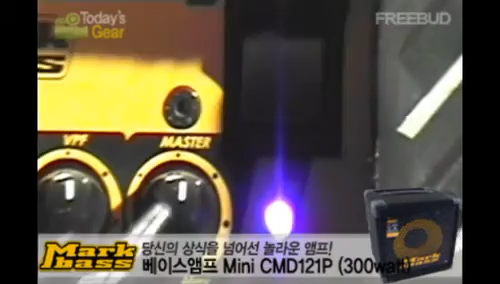 Today's
Gear
FREEBUD
VPF
MASTER
Mark
bass
당신의 상식을 넘어선 놀라운 앰프!
베이스앰프 Mini CMD121P (300watt)
Mark